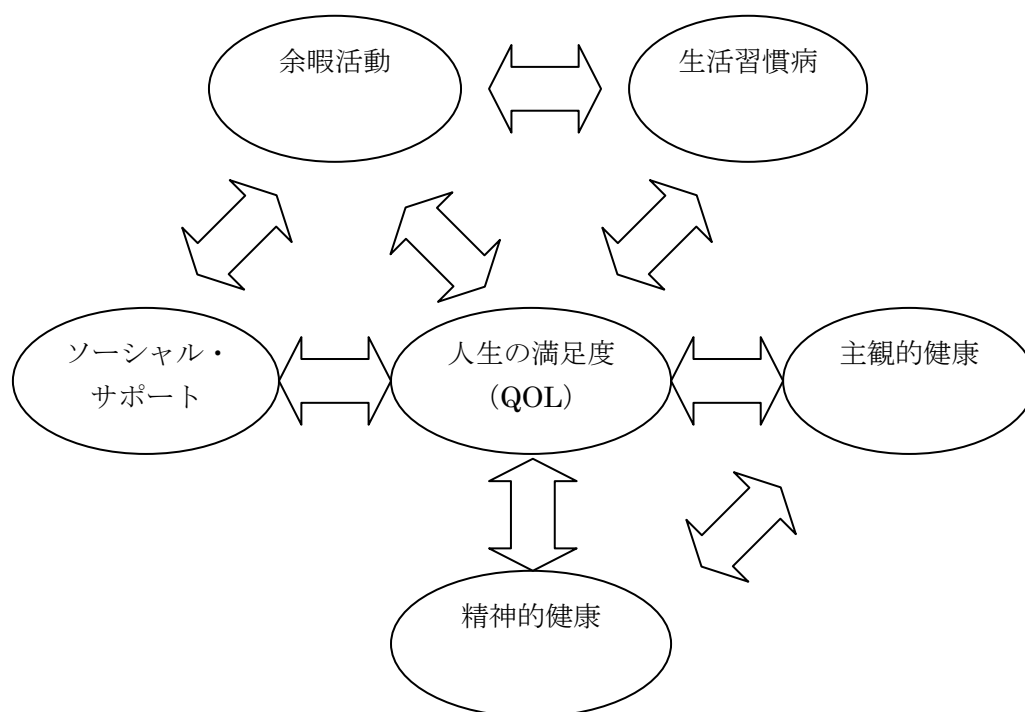 余暇活動
生活習慣病
ソーシャル・
サポート
人生の満足度
（QOL）
主観的健康
精神的健康